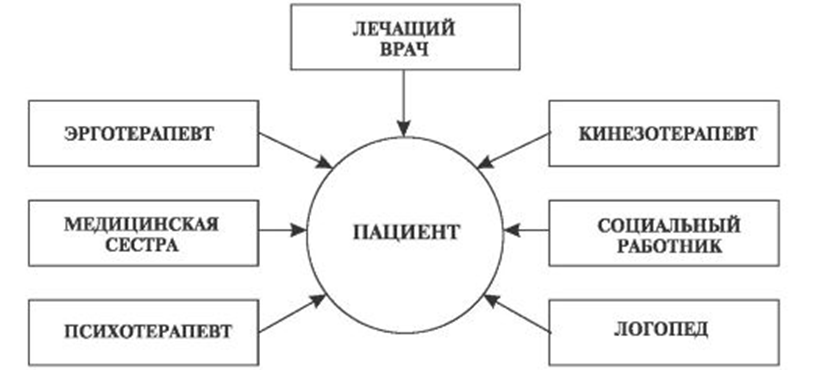 ЛЕЧАЩИЙ
ВРАЧ
ЭРГОТЕРАПЕВТ
КИНЕЗОТЕРАПЕВТ
МЕДИЦИНСКАЯ
СЕСТРА
ПАЦИЕНТ
СОЦИАЛЬНЫЙ
РАБОТНИК
ПСИХОТЕРАПЕВТ
ЛОГОПЕД